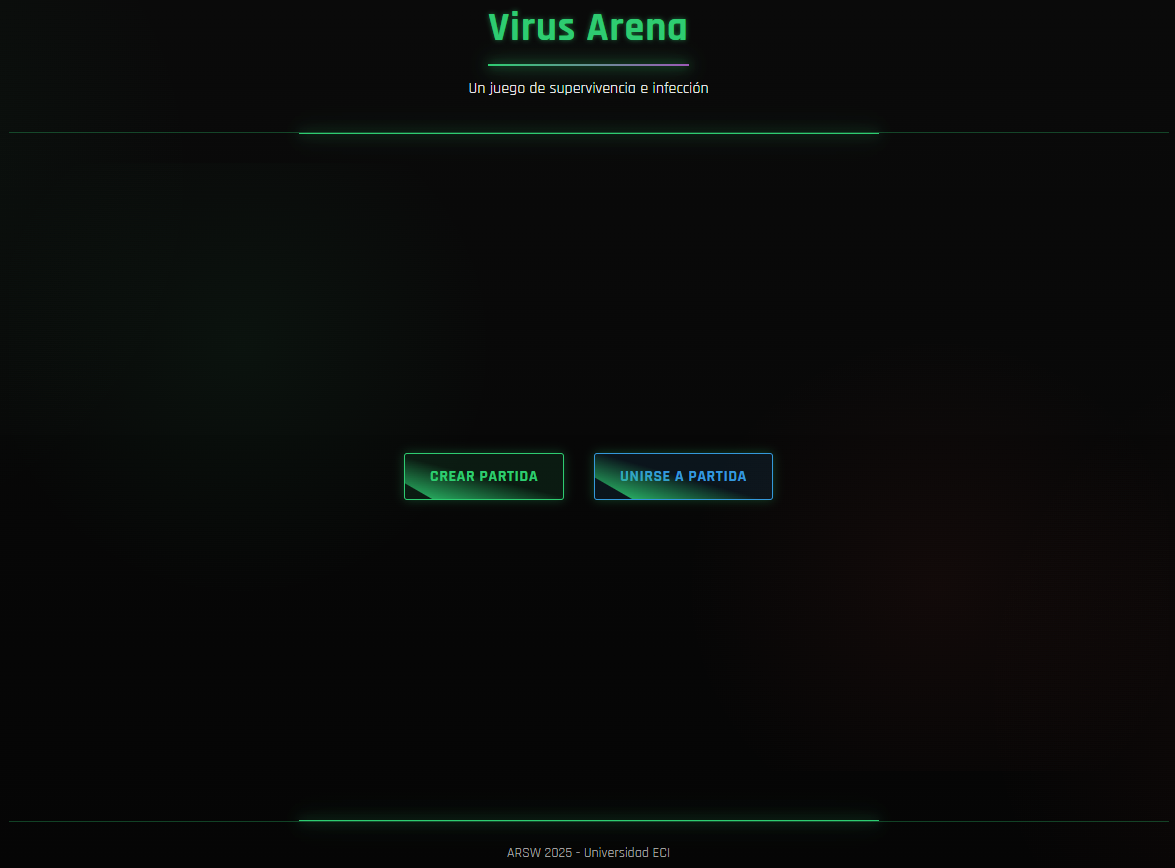 Virus Arena
Un juego de supervivencia e infección
CREAR PARTIDA
UNIRSE A PARTIDA
ARSW 2025 - Universidad ECI